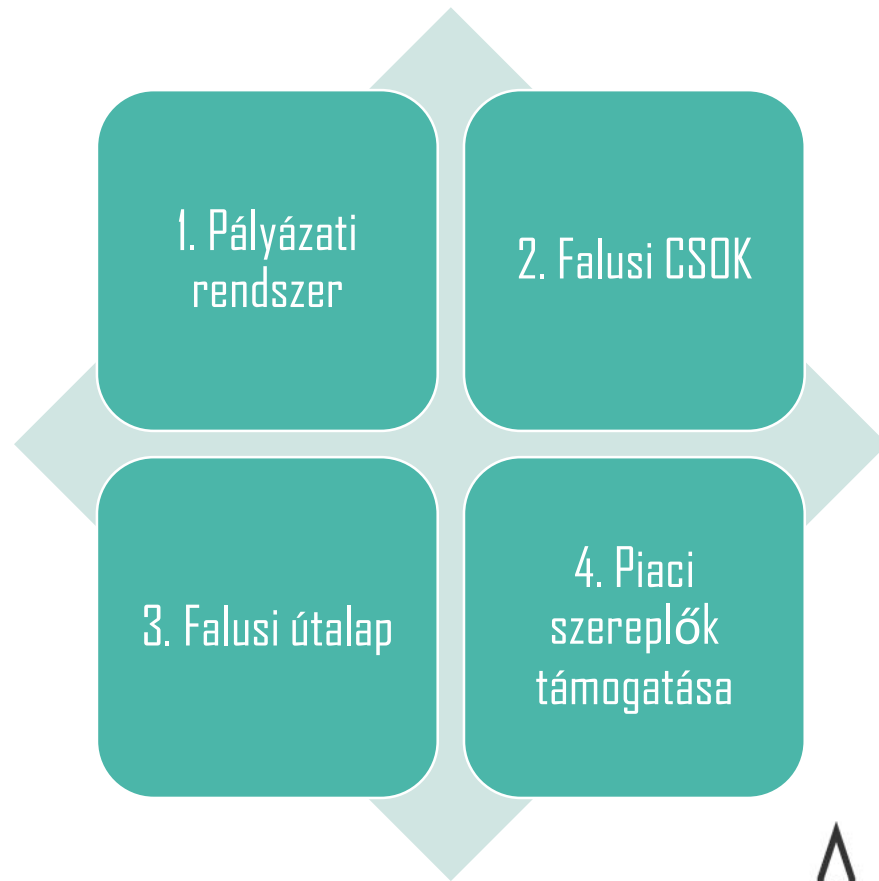 1. Pályázati
rendszer
2. Falusi CSOK
3. Falusi útalap
4. Piaci
szereplők
támogatása